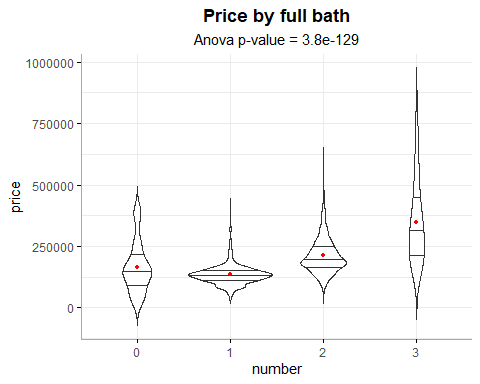 Price by full bath
Anova p-value = 3.8e-129
1000000
750000
500000
250000
0
price
0 1 2 3
number